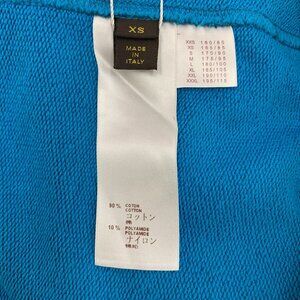 XS
MADE
IN
ITALY
XXS 160/80
XS 165/85
S 170/90
M 175/95
L 180/100
XL 185/105
XXL 190/110
XXXL 195/115
90% COTON
COTTON
コットン
棉
10% POLYAMIDE
POLYAMIDE
ナイロン